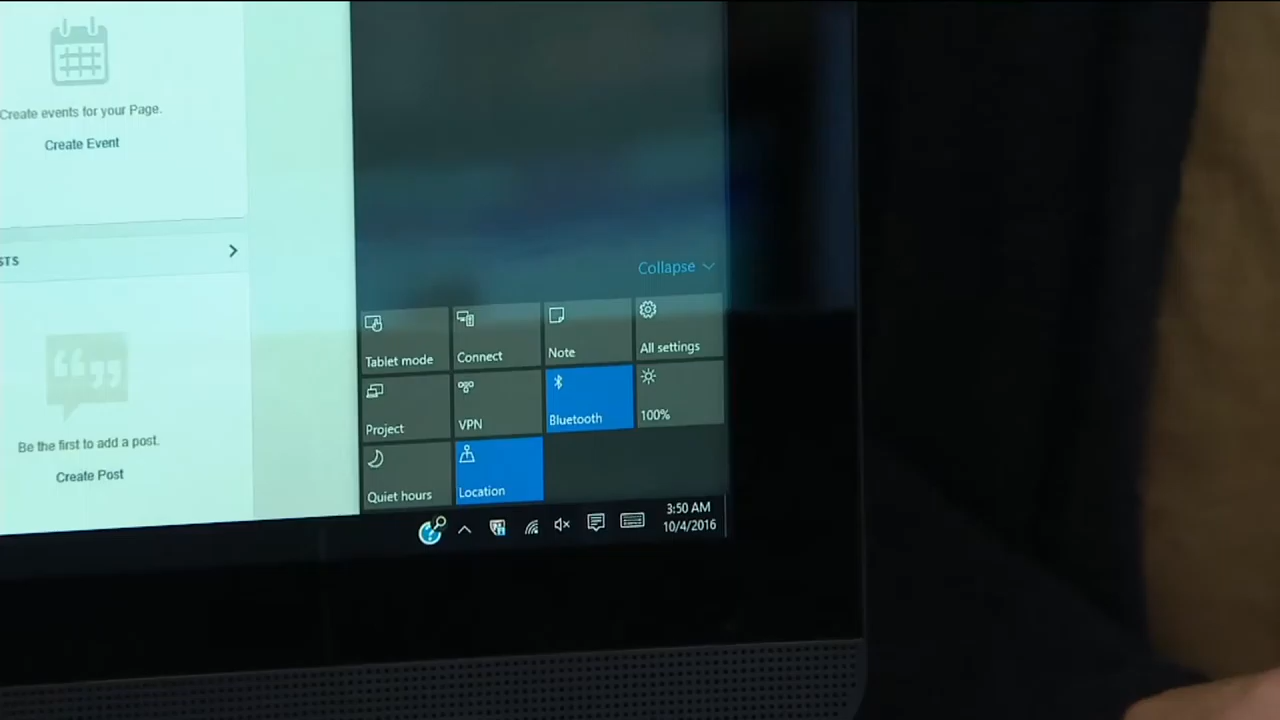 Create events for your Page.
Create Event
STS
Be the first to add a post.
Create Post
Collapse
Tablet mode
Connect
Note
All settings
Project
VPN
Bluetooth
100%
Quiet hours
Location
3:50 AM
10/4/2016